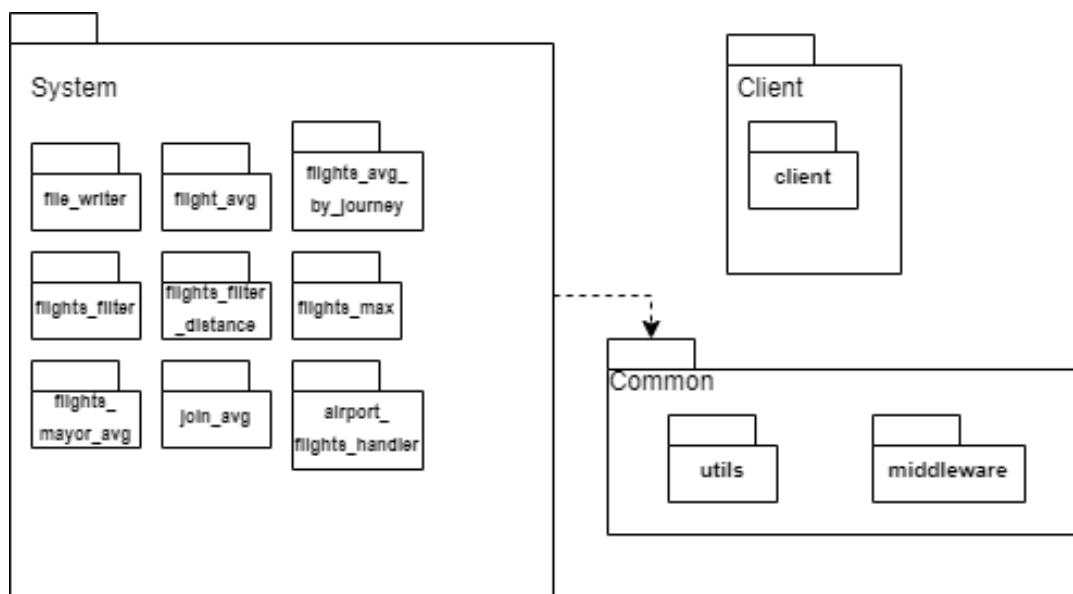 System
file_writer
flight_avg
flights_avg_
by_journey
flights_filter
flights_filter
_distance
flights_max
flights_
mayor_avg
join_avg
airport_
flights_handler
Client
client
Common
utils
middleware